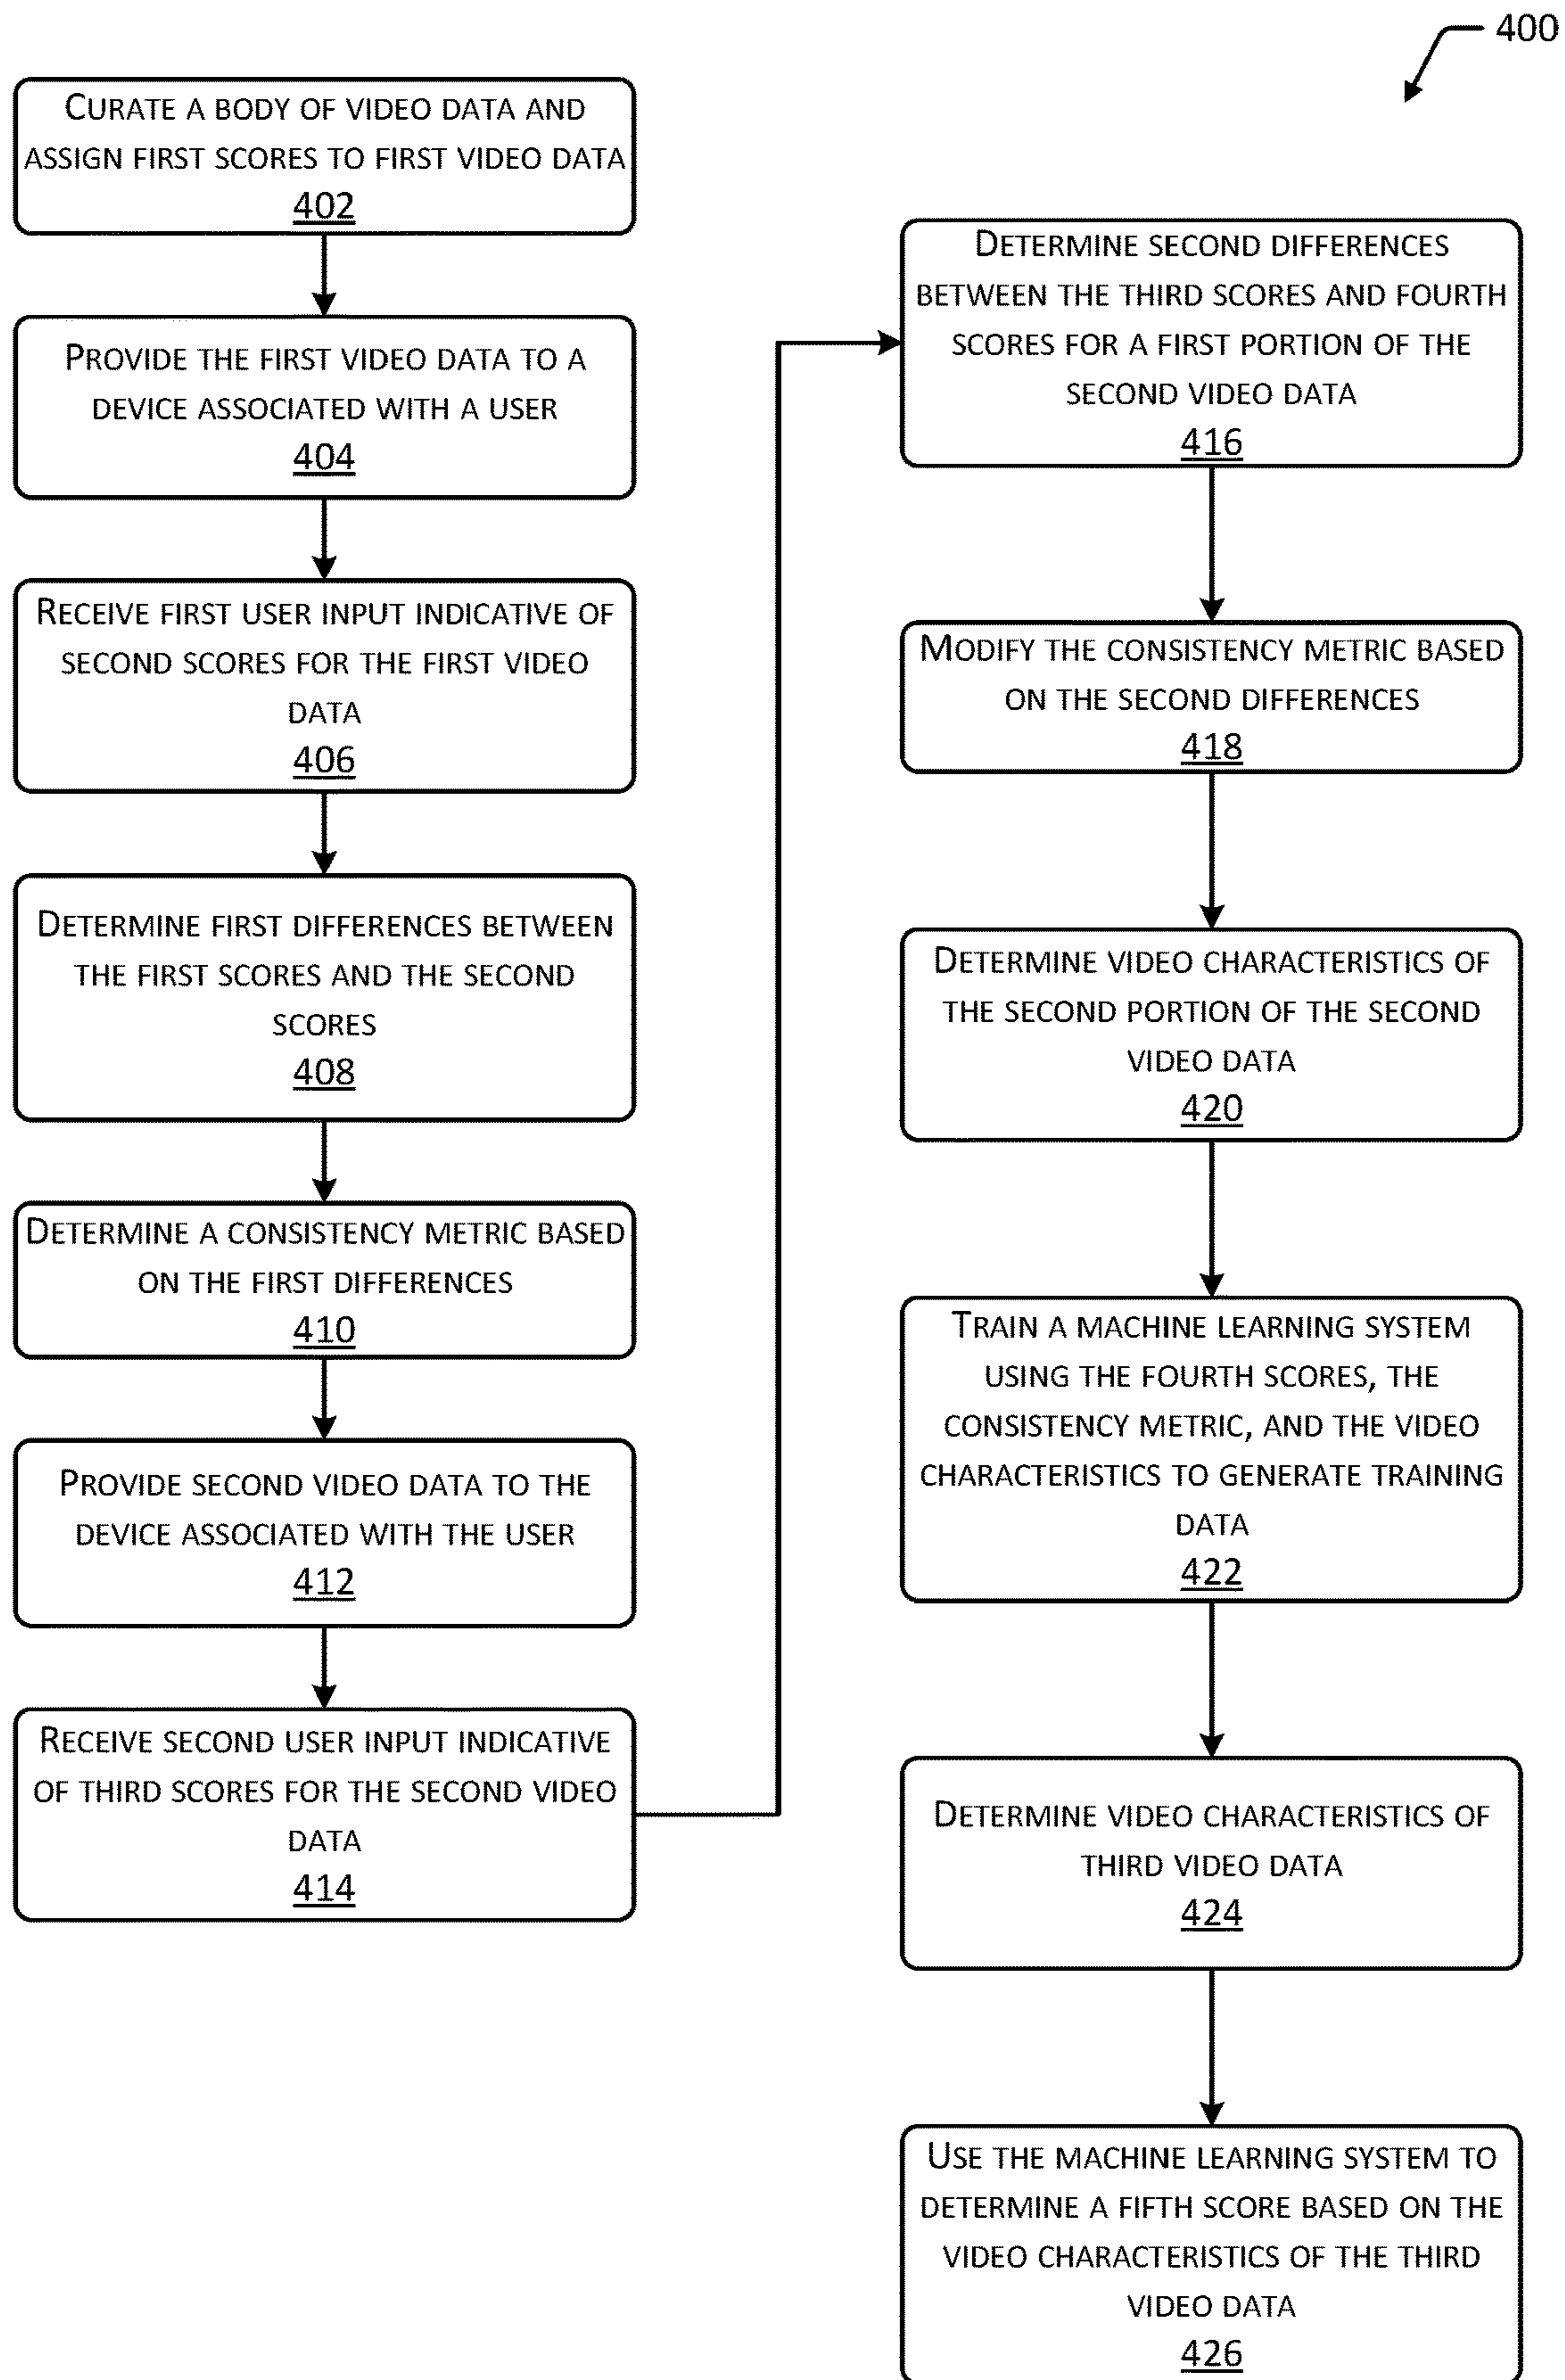 400
CURATE A BODY OF VIDEO DATA AND
ASSIGN FIRST SCORES TO FIRST VIDEO DATA
402
PROVIDE THE FIRST VIDEO DATA TO A
DEVICE ASSOCIATED WITH A USER
404
RECEIVE FIRST USER INPUT INDICATIVE OF
SECOND SCORES FOR THE FIRST VIDEO
DATA
406
DETERMINE FIRST DIFFERENCES BETWEEN
THE FIRST SCORES AND THE SECOND
SCORES
408
DETERMINE A CONSISTENCY METRIC BASED
ON THE FIRST DIFFERENCES
410
PROVIDE SECOND VIDEO DATA TO THE
DEVICE ASSOCIATED WITH THE USER
412
RECEIVE SECOND USER INPUT INDICATIVE
OF THIRD SCORES FOR THE SECOND VIDEO
DATA
414
DETERMINE SECOND DIFFERENCES
BETWEEN THE THIRD SCORES AND FOURTH
SCORES FOR A FIRST PORTION OF THE
SECOND VIDEO DATA
416
MODIFY THE CONSISTENCY METRIC BASED
ON THE SECOND DIFFERENCES
418
DETERMINE VIDEO CHARACTERISTICS OF
THE SECOND PORTION OF THE SECOND
VIDEO DATA
420
TRAIN A MACHINE LEARNING SYSTEM
USING THE FOURTH SCORES, THE
CONSISTENCY METRIC, AND THE VIDEO
CHARACTERISTICS TO GENERATE TRAINING
DATA
422
DETERMINE VIDEO CHARACTERISTICS OF
THIRD VIDEO DATA
424
USE THE MACHINE LEARNING SYSTEM TO
DETERMINE A FIFTH SCORE BASED ON THE
VIDEO CHARACTERISTICS OF THE THIRD
VIDEO DATA
426